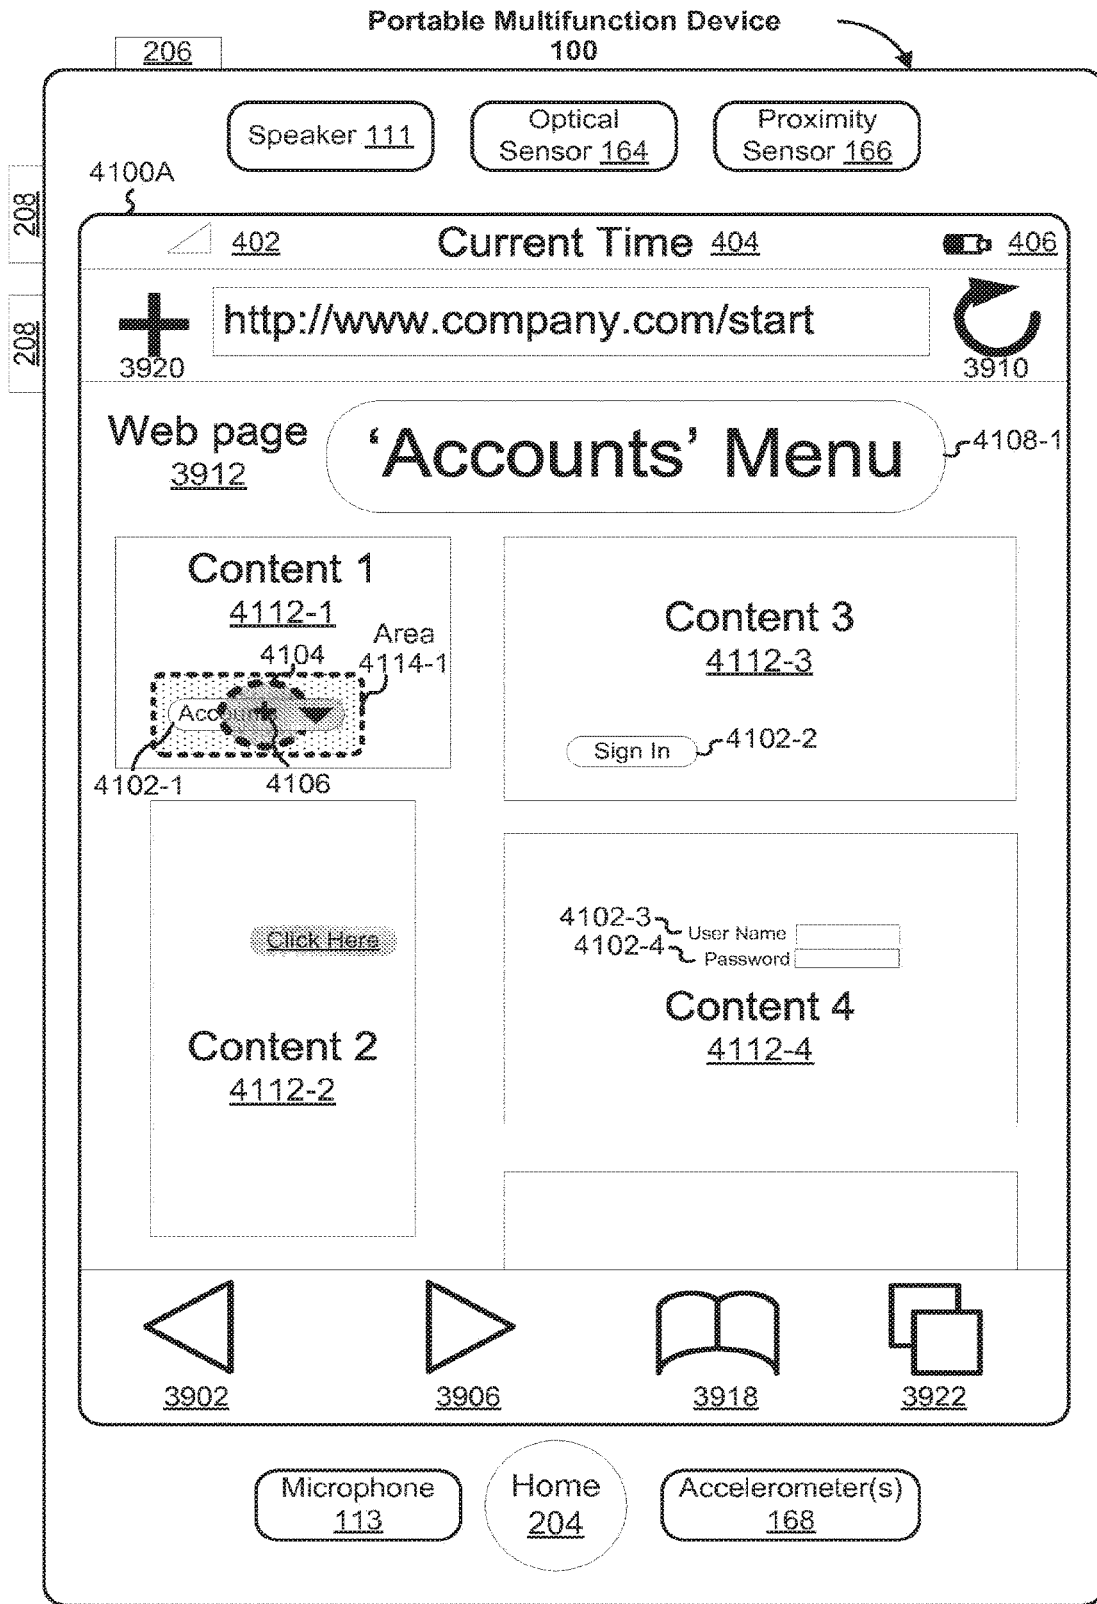 Portable Multifunction Device
100
206
Speaker 111
Optical
Sensor 164
Proximity
Sensor 166
208
208
4100A
402
Current Time 404
406
3920
http://www.company.com/start
3910
Web page
3912
'Accounts' Menu
4108-1
Content 1
4112-1
Area
4114-1
4104
4102-1
4106
Content 3
4112-3
Sign In
4102-2
Click Here
Content 2
4112-2
4102-3
User Name
4102-4
Password
Content 4
4112-4
3902
3906
3918
3922
Microphone
113
Home
204
Accelerometer(s)
168